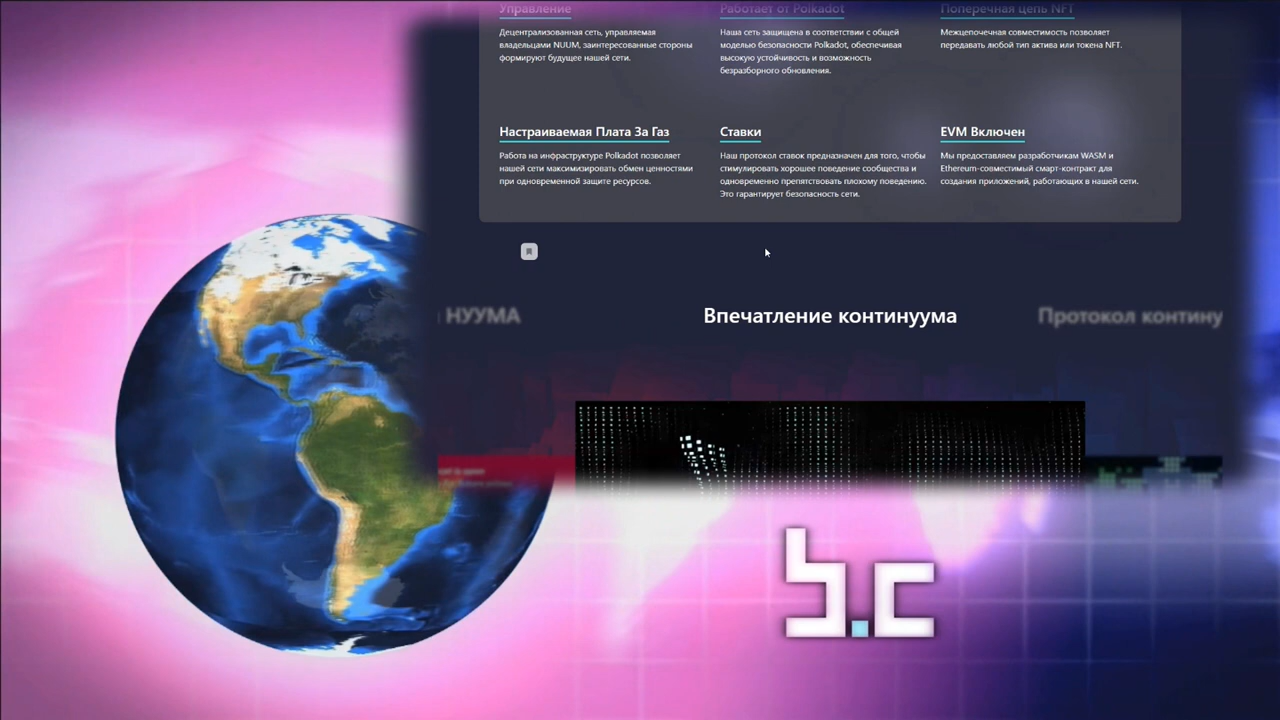 Управление
Децентрализованная сеть, управляемая
владельцами NUUM, заинтересованные стороны
формируют будущее нашей сети.
Работает от Polkadot
Наша сеть защищена в соответствии с общей
моделью безопасности Polkadot, обеспечивая
высокую устойчивость и возможность
безразборного обновления.
Поперечная цепь NFT
Межцепочечная совместимость позволяет
передавать любой тип актива или токена NFT.
Настраиваемая Плата За Газ
Работа на инфраструктуре Polkadot позволяет
нашей сети максимизировать обмен ценностями
при одновременной защите ресурсов.
Ставки
Наш протокол ставок предназначен для того, чтобы
стимулировать хорошее поведение сообщества и
одновременно препятствовать плохому поведению.
Это гарантирует безопасность сети.
EVM Включен
Мы предоставляем разработчикам WASM и
Ethereum-совместимый смарт-контракт для
создания приложений, работающих в нашей сети.
НУУМА
Впечатление континуума
Протокол контину
b.c